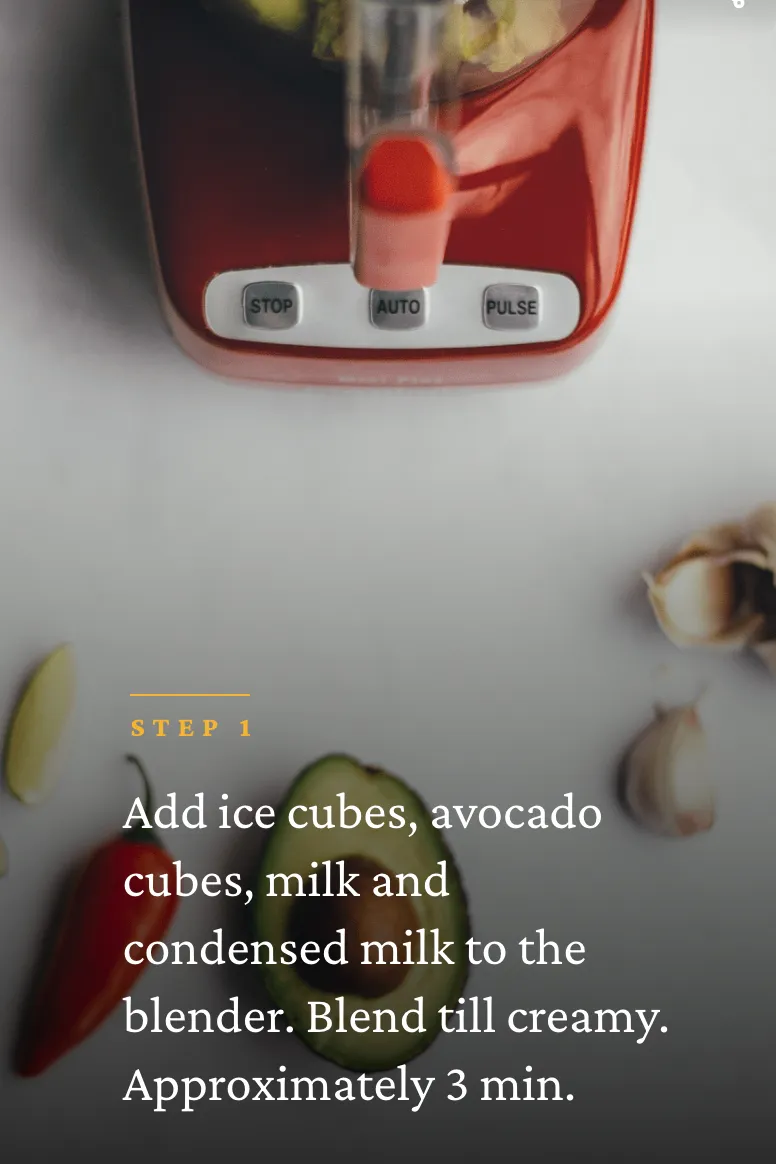 STOP
AUTO
PULSE
STEP 1
Add ice cubes, avocado
cubes, milk and
condensed milk to the
blender. Blend till creamy.
Approximately 3 min.